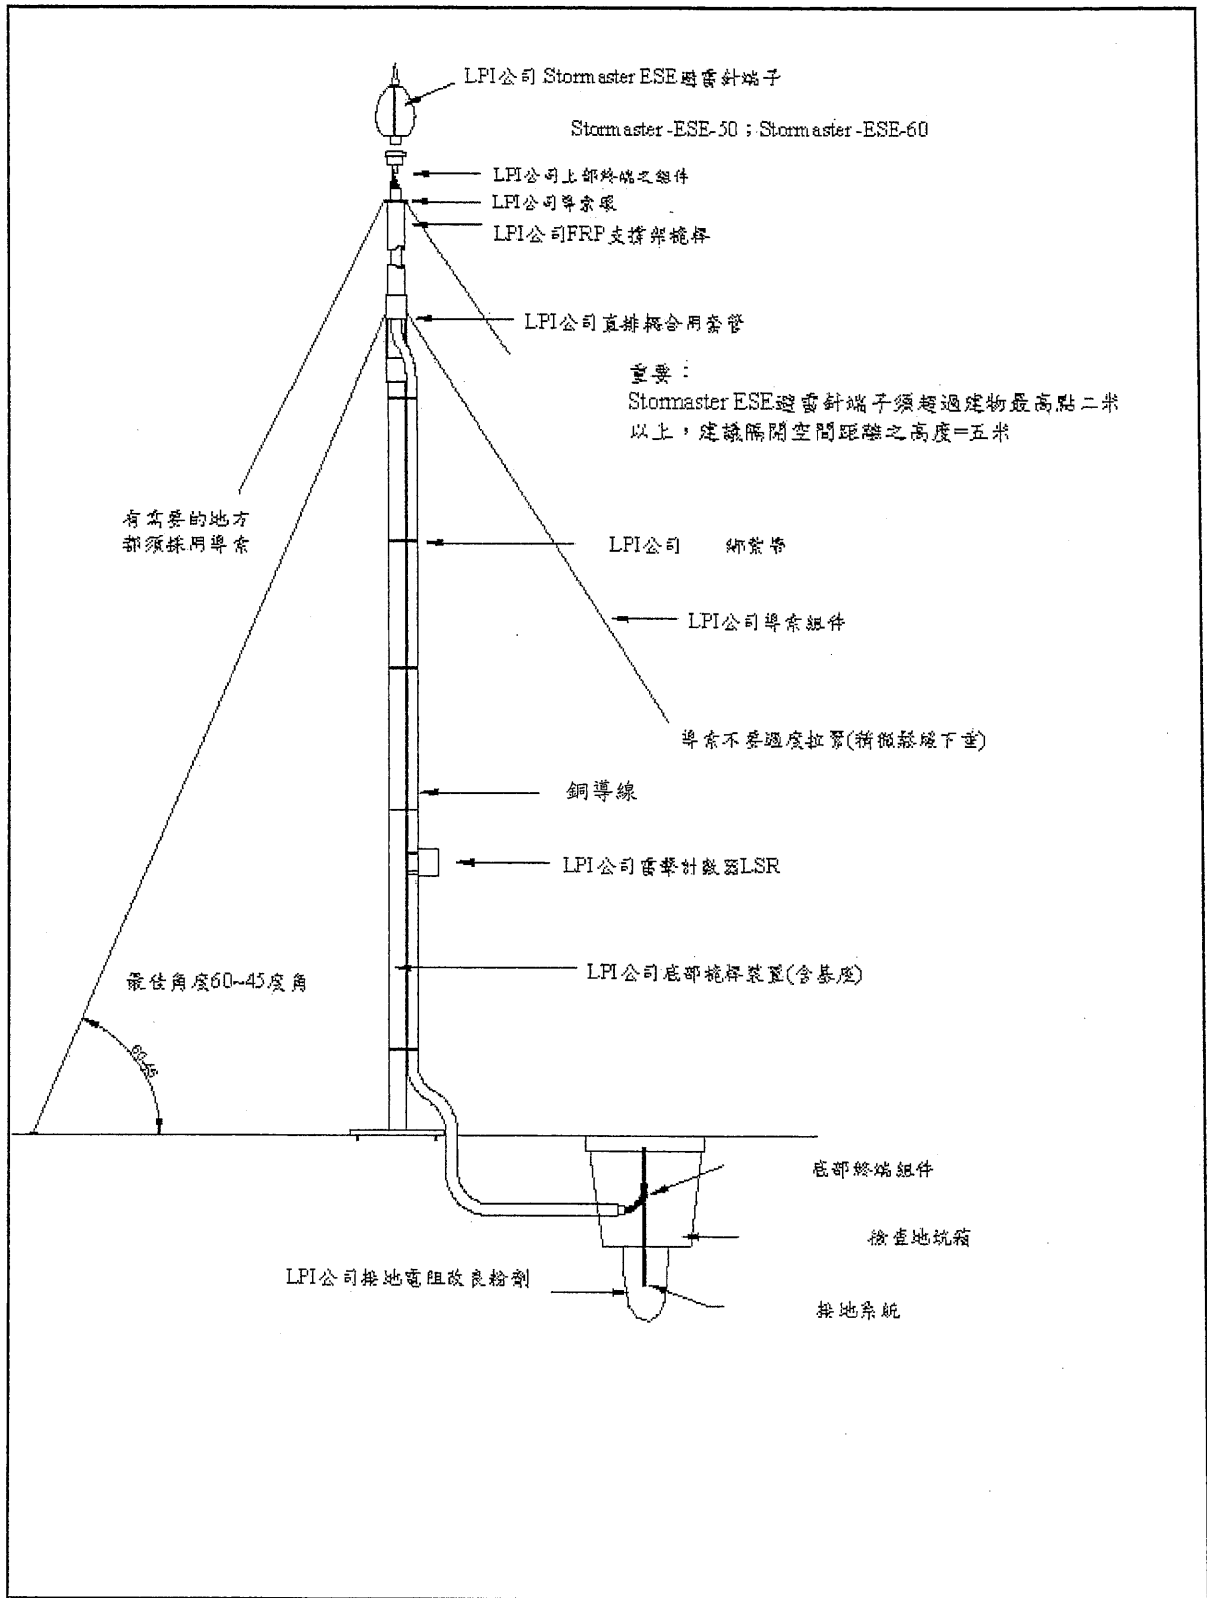 LPI公司 Stormaster ESE避雷針端子
Stormaster-ESE-50；Stormaster-ESE-60
LPI公司上部終端之組件
LPI公司導索環
LPI公司FRP支撐架桅桿
LPI公司直排耦合用套管
重要：
Stormaster ESE避雷針端子須超過建物最高點二米
以上，建議隔開空間距離之高度=五米
有需要的地方
都須採用導索
LPI公司 綁紮帶
LPI公司導索組件
導索不要過度拉緊(稍微鬆緩下垂)
銅導線
LPI公司雷擊計數器LSR
LPI公司底部桅桿裝置(含基座)
最佳角度60~45度角
60-45
底部終端組件
檢查地坑箱
LPI公司接地電阻改良粉劑
接地系統